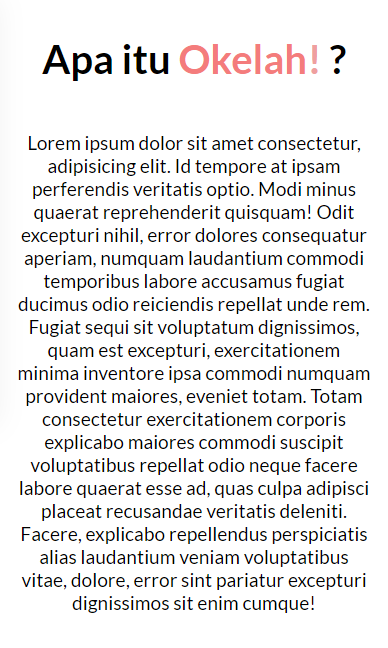 Apa itu Okelah! ?
Lorem ipsum dolor sit amet consectetur,
adipisicing elit. Id tempore at ipsam
perferendis veritatis optio. Modi minus
quaerat reprehenderit quisquam! Odit
excepturi nihil, error dolores consequatur
aperiam, numquam laudantium commodi
temporibus labore accusamus fugiat
ducimus odio reiciendis repellat unde rem.
Fugiat sequi sit voluptatum dignissimos,
quam est excepturi, exercitationem
minima inventore ipsa commodi numquam
provident maiores, eveniet totam. Totam
consectetur exercitationem corporis
explicabo maiores commodi suscipit
voluptatibus repellat odio neque facere
labore quaerat esse ad, quas culpa adipisci
placeat recusandae veritatis deleniti.
Facere, explicabo repellendus perspiciatis
alias laudantium veniam voluptatibus
vitae, dolore, error sint pariatur excepturi
dignissimos sit enim cumque!